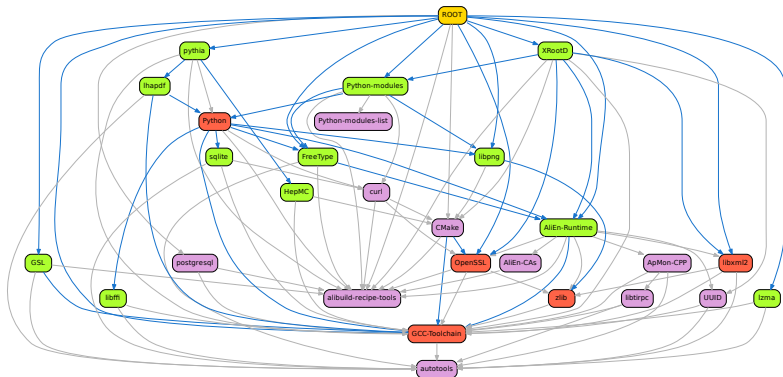 ROOT
pythia
XRootD
lhapdf
Python-modules
Python
Python-modules-list
sqlite
FreeType
libpng
HepMC
curl
CMake
AliEn-Runtime
GSL
postgresql
OpenSSL
AliEn-CAs
ApMon-CPP
libxml2
libffi
alibuild-recipe-tools
zlib
libtirpc
UUID
lzma
GCC-Toolchain
autotools